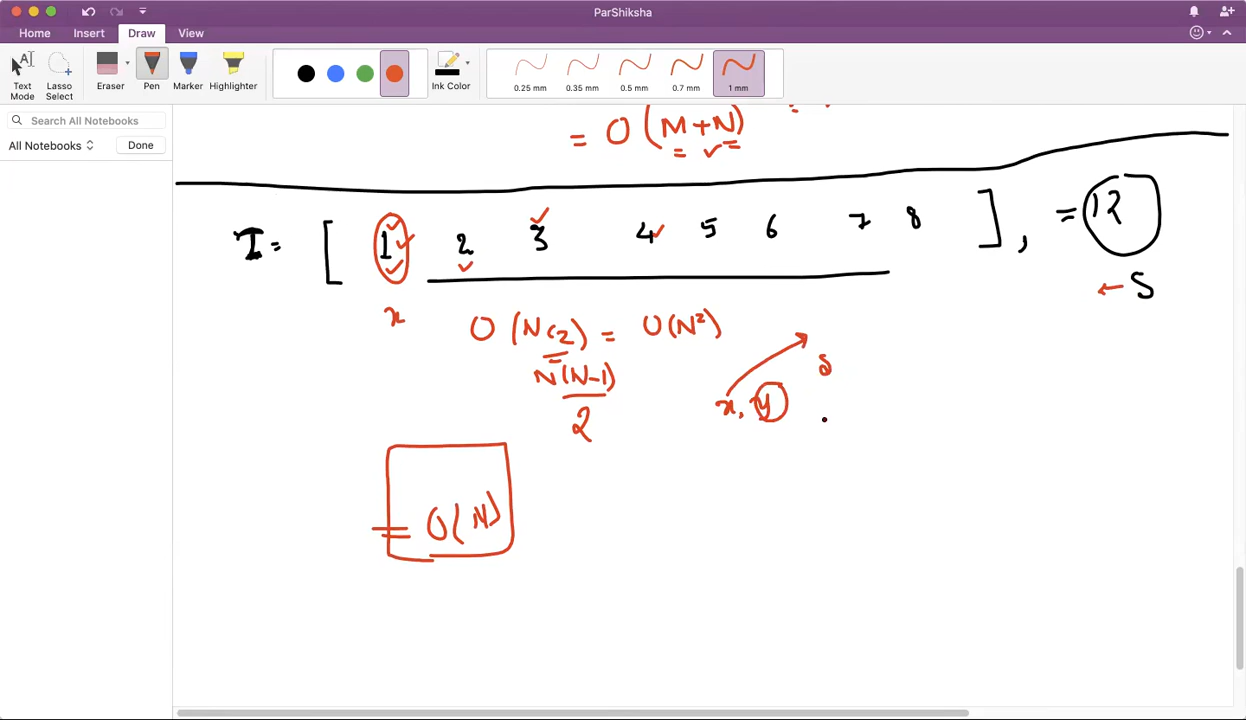 ParShiksha
Home Insert Draw View
Text Mode
Lasso Select
Eraser
Pen
Marker
Highlighter
Ink Color
0.25 mm
0.35 mm
0.5 mm
0.7 mm
1 mm
Search All Notebooks
All Notebooks
Done
= O(M+N)
I = [ 1 2 3 4 5 6 7 8 ], = 12
x
← S
O(Nc2) = O(N²)
N(N-1)
2
x, y
s
= O(N)